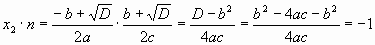 x₂ · n = (−b + √D)/(2a) · (b + √D)/(2c) = (D − b²)/(4ac) = (b² − 4ac − b²)/(4ac) = −1